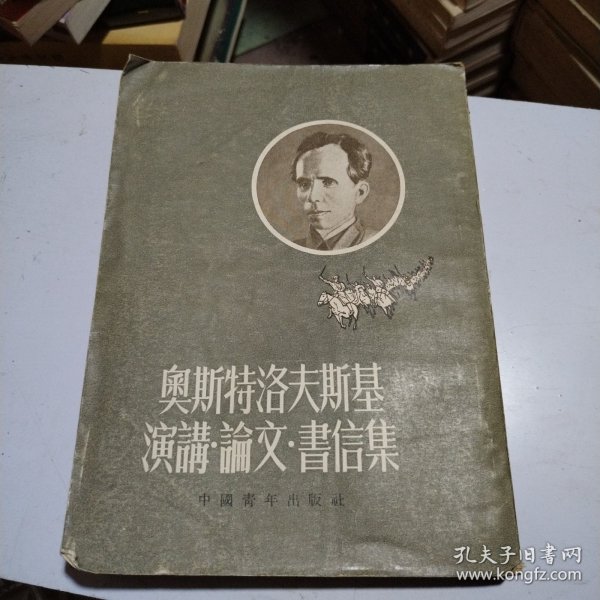 奧斯特洛夫斯基
演講·論文·書信集
中國青年出版社
孔夫子旧书网
www.kongfz.com